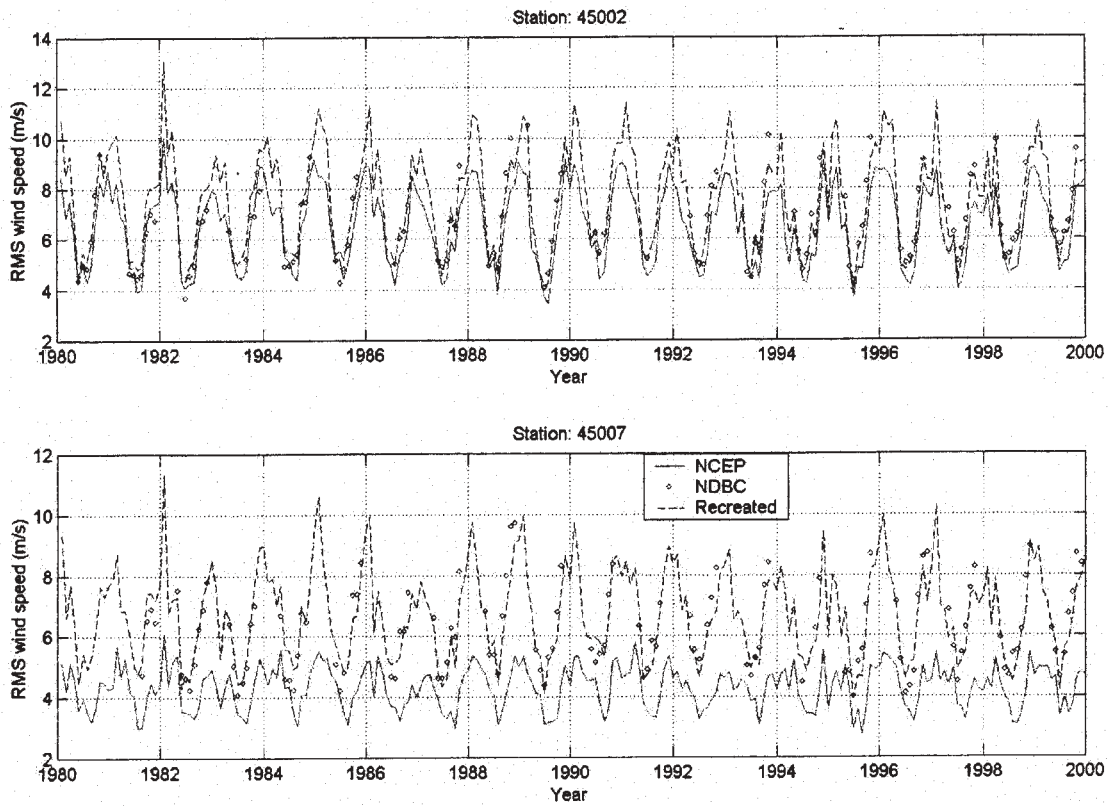 Station: 45002
RMS wind speed (m/s)
14
12
10
8
6
4
2
1980 1982 1984 1986 1988 1990 1992 1994 1996 1998 2000
Year
Station: 45007
RMS wind speed (m/s)
12
10
8
6
4
2
NCEP
NDBC
Recreated
1980 1982 1984 1986 1988 1990 1992 1994 1996 1998 2000
Year